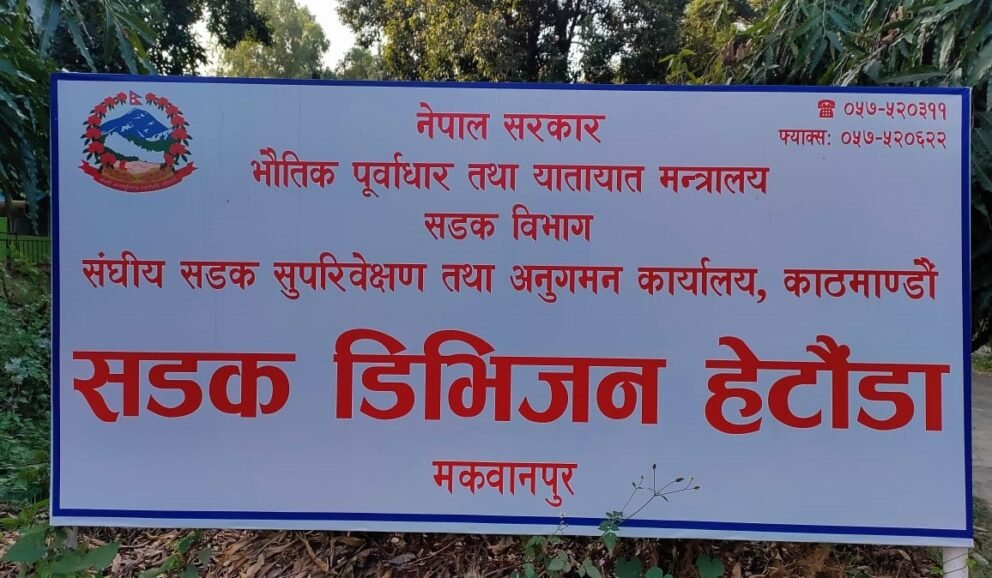 नेपाल सरकार
☎ ०५७-५२०३११
फ्याक्स: ०५७-५२०६२२
भौतिक पूर्वाधार तथा यातायात मन्त्रालय
सडक विभाग
संघीय सडक सुपरिवेक्षण तथा अनुगमन कार्यालय, काठमाण्डौं
सडक डिभिजन हेटौंडा
मकवानपुर